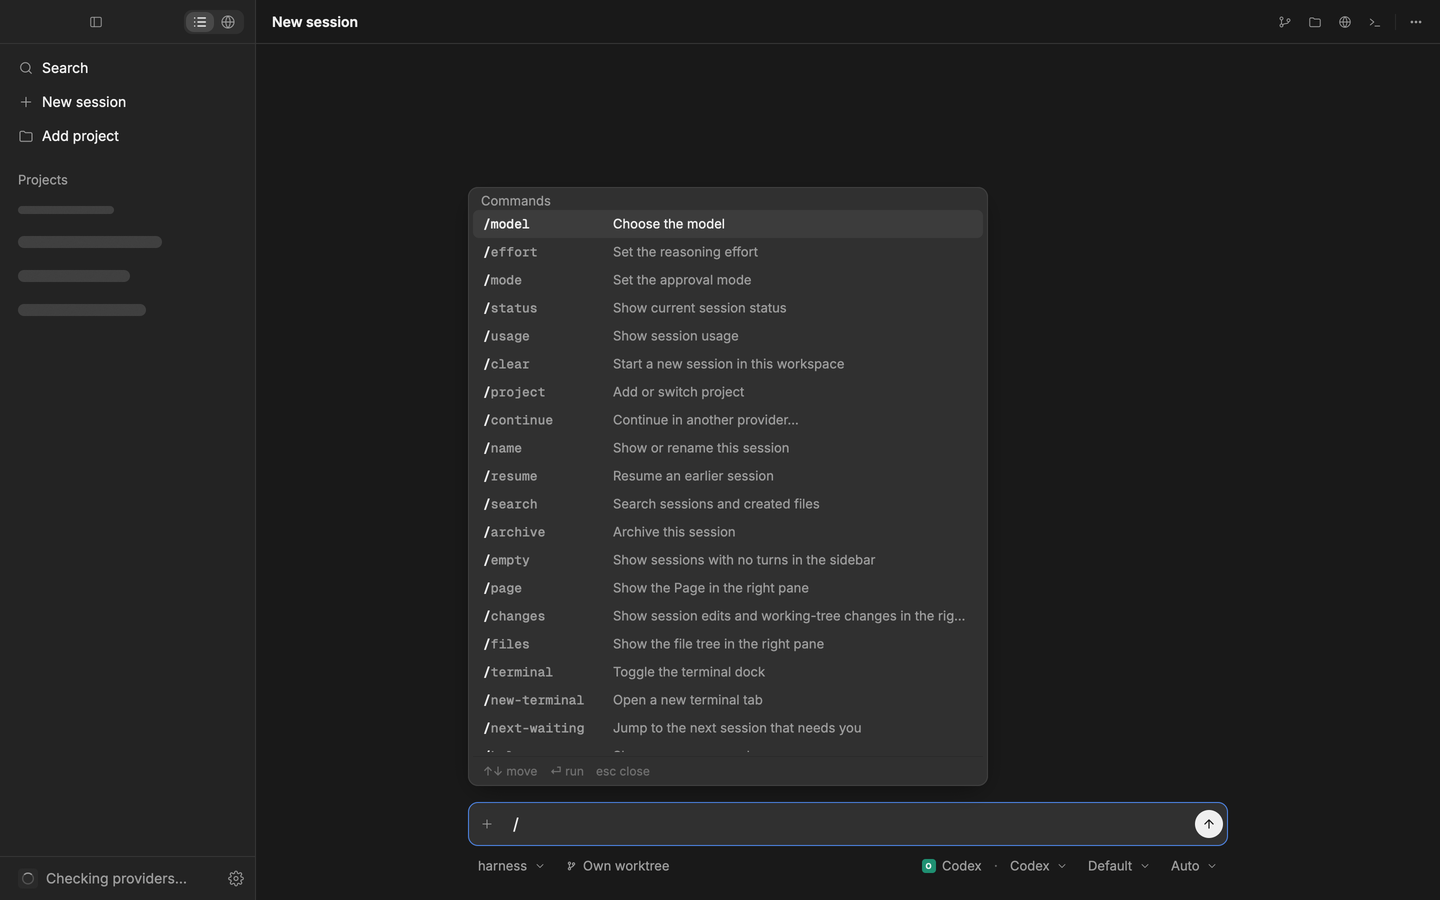 New session
Search
New session
Add project
Projects
Commands
/model Choose the model
/effort Set the reasoning effort
/mode Set the approval mode
/status Show current session status
/usage Show session usage
/clear Start a new session in this workspace
/project Add or switch project
/continue Continue in another provider...
/name Show or rename this session
/resume Resume an earlier session
/search Search sessions and created files
/archive Archive this session
/empty Show sessions with no turns in the sidebar
/page Show the Page in the right pane
/changes Show session edits and working-tree changes in the rig...
/files Show the file tree in the right pane
/terminal Toggle the terminal dock
/new-terminal Open a new terminal tab
/next-waiting Jump to the next session that needs you
↑↓ move ↵ run esc close
/
harness Own worktree Codex · Codex Default Auto
Checking providers...